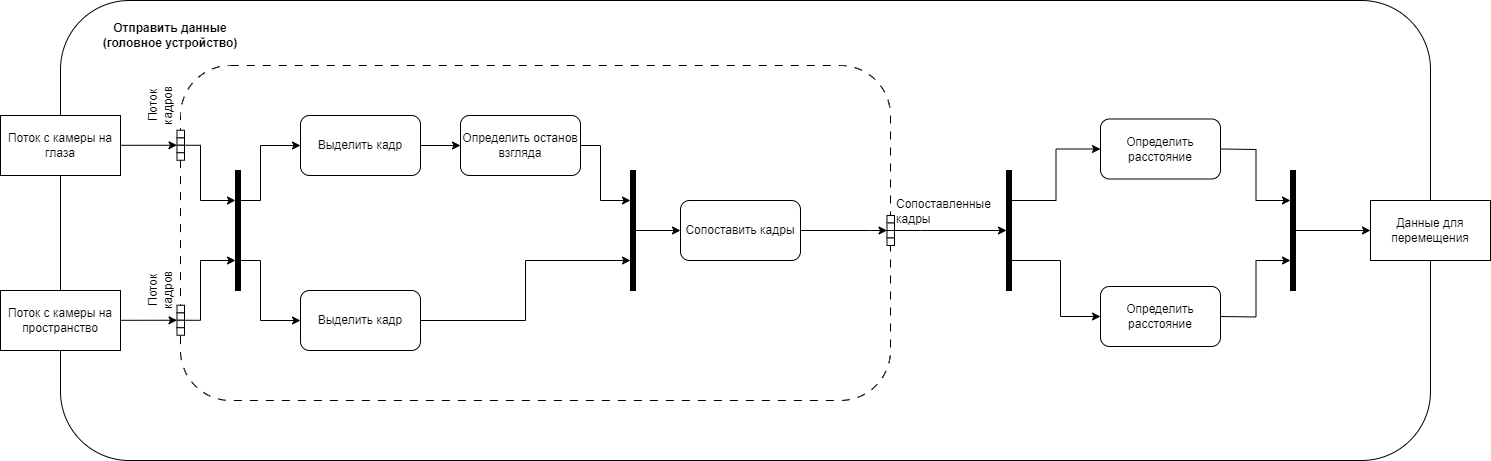 Отправить данные
(головное устройство)
Поток
кадров
Поток с камеры на
глаза
Выделить кадр
Определить останов
взгляда
Сопоставить кадры
Сопоставленные
кадры
Определить
расстояние
Данные для
перемещения
Поток
кадров
Поток с камеры на
пространство
Выделить кадр
Определить
расстояние